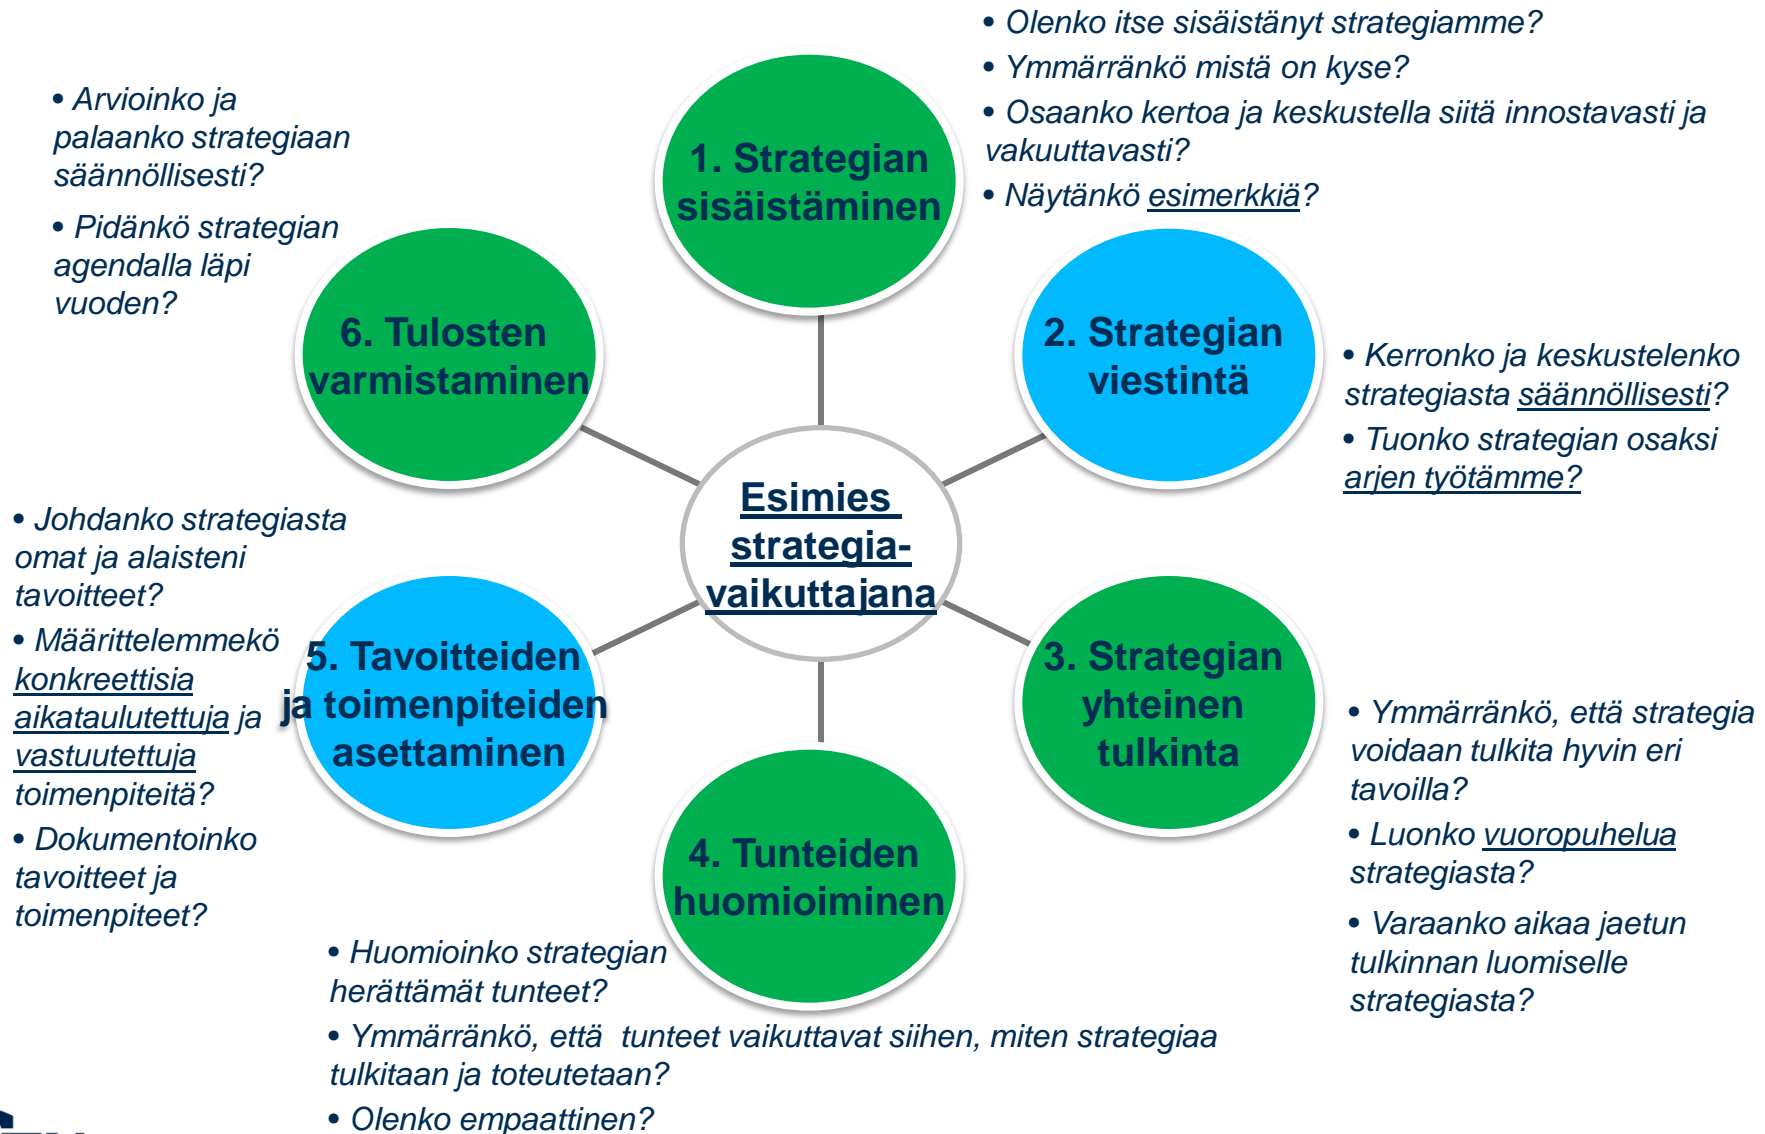 • Olenko itse sisäistänyt strategiamme?
• Ymmärränkö mistä on kyse?
• Osaanko kertoa ja keskustella siitä innostavasti ja
vakuuttavasti?
• Näytänkö esimerkkiä?
1. Strategian
sisäistäminen
2. Strategian
viestintä
• Kerronko ja keskustelenko
strategiasta säännöllisesti?
• Tuonko strategian osaksi
arjen työtämme?
Esimies
strategia-
vaikuttajana
3. Strategian
yhteinen
tulkinta
• Ymmärränkö, että strategia
voidaan tulkita hyvin eri
tavoilla?
• Luonko vuoropuhelua
strategiasta?
• Varaanko aikaa jaetun
tulkinnan luomiselle
strategiasta?
4. Tunteiden
huomioiminen
• Huomioinko strategian
herättämät tunteet?
• Ymmärränkö, että  tunteet vaikuttavat siihen, miten strategiaa
tulkitaan ja toteutetaan?
• Olenko empaattinen?
5. Tavoitteiden
ja toimenpiteiden
asettaminen
• Johdanko strategiasta
omat ja alaisteni
tavoitteet?
• Määrittelemmekö
konkreettisia
aikataulutettuja ja
vastuutettuja
toimenpiteitä?
• Dokumentoinko
tavoitteet ja
toimenpiteet?
6. Tulosten
varmistaminen
• Arvioinko ja
palaanko strategiaan
säännöllisesti?
• Pidänkö strategian
agendalla läpi
vuoden?